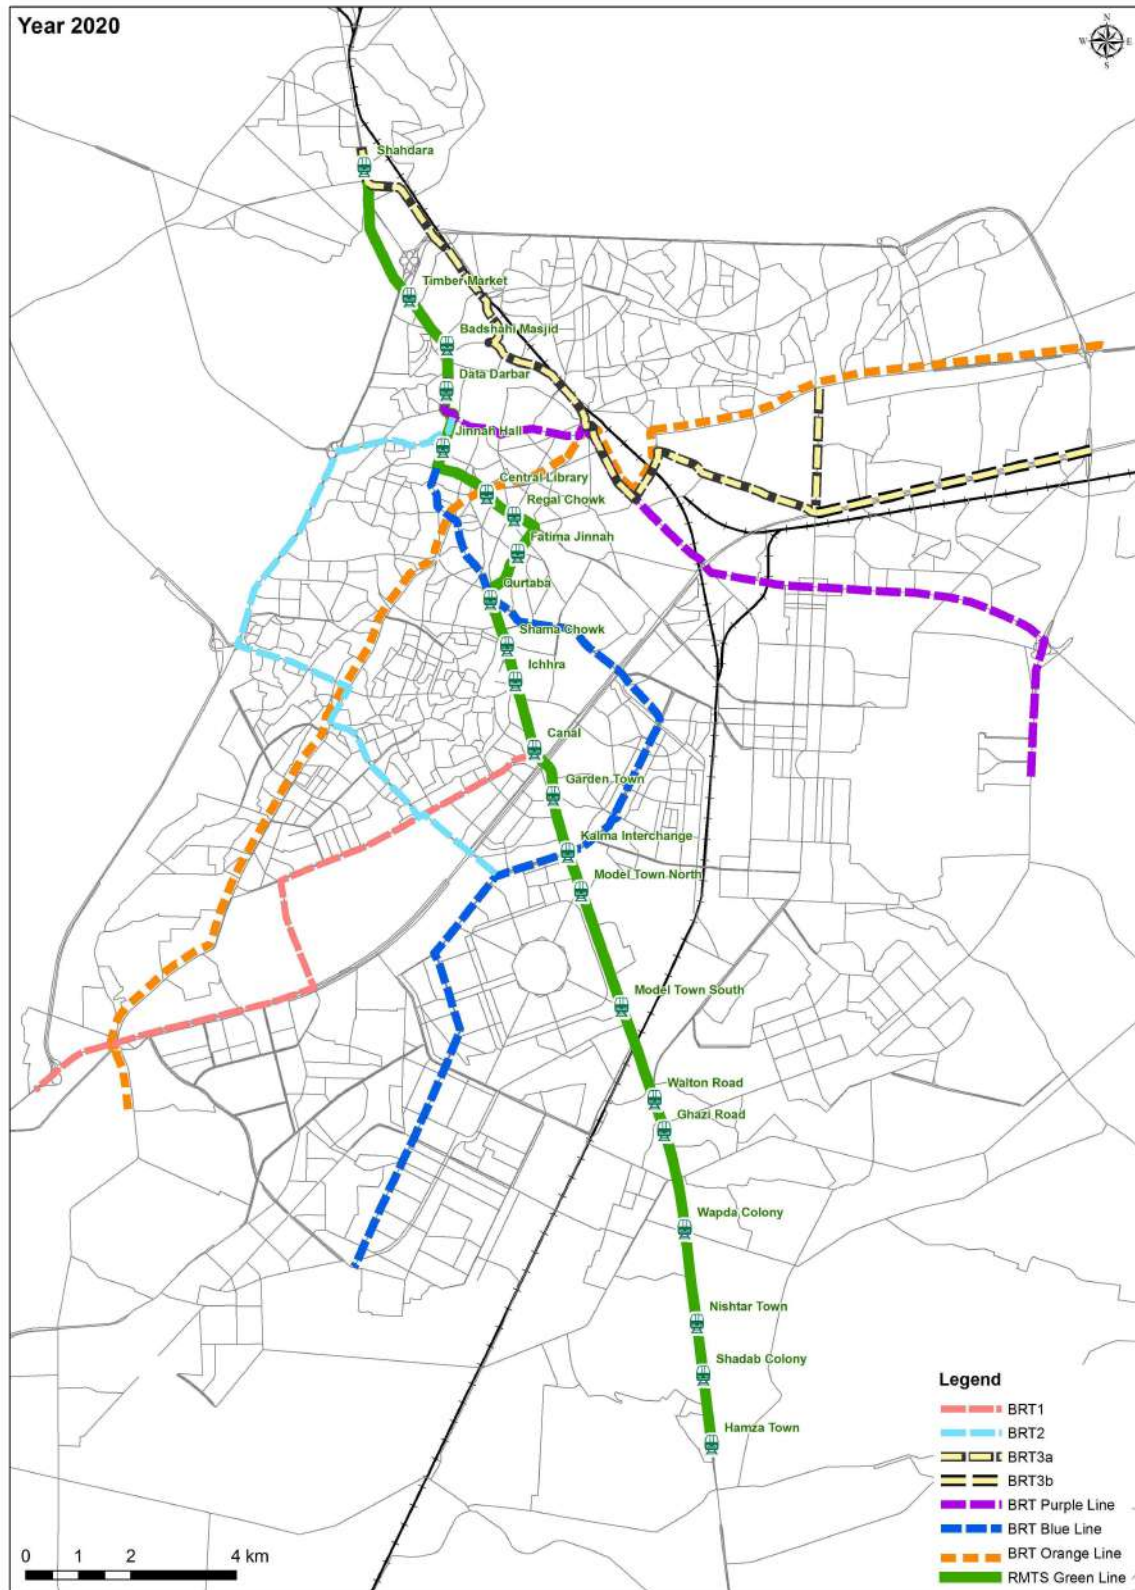 Year 2020
N
W
E
S
Shahdara
Timber Market
Badshahi Masjid
Data Darbar
Jinnah Hall
Central Library
Regal Chowk
Fatima Jinnah
Qurtaba
Shama Chowk
Ichhra
Canal
Garden Town
Kalma Interchange
Model Town North
Model Town South
Walton Road
Ghazi Road
Wapda Colony
Nishtar Town
Shadab Colony
Hamza Town
Legend
BRT1
BRT2
BRT3a
BRT3b
BRT Purple Line
BRT Blue Line
BRT Orange Line
RMTS Green Line
0 1 2 4 km